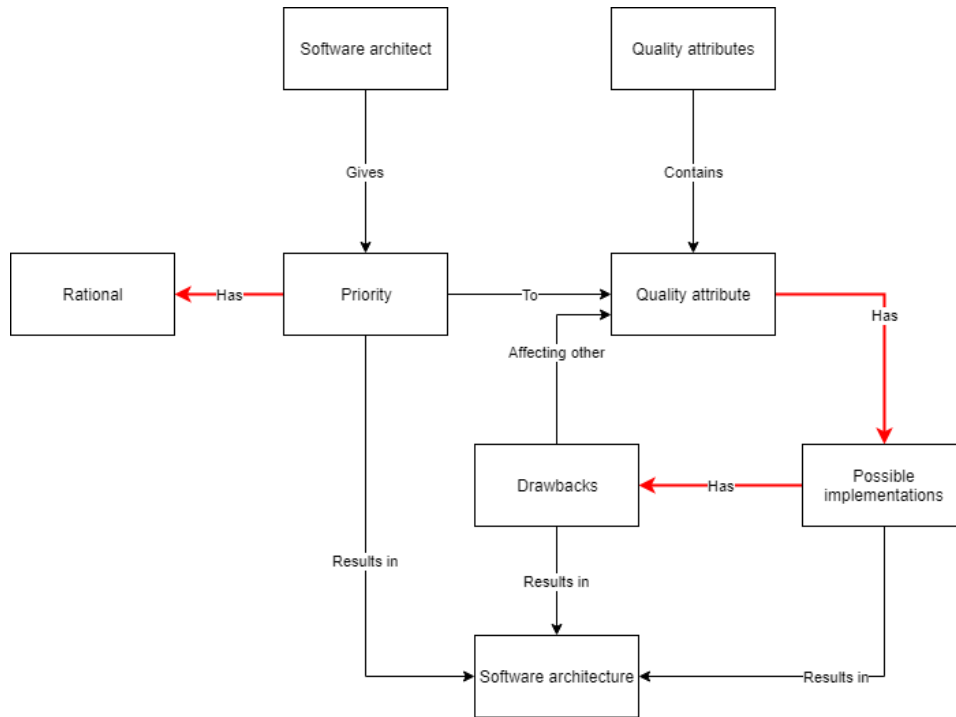 Software architect
Quality attributes
Gives
Contains
Rational
Has
Priority
To
Quality attribute
Has
Affecting other
Drawbacks
Has
Possible
implementations
Results in
Results in
Software architecture
Results in